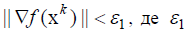 ||∇f(x^k)|| < ε₁, де ε₁